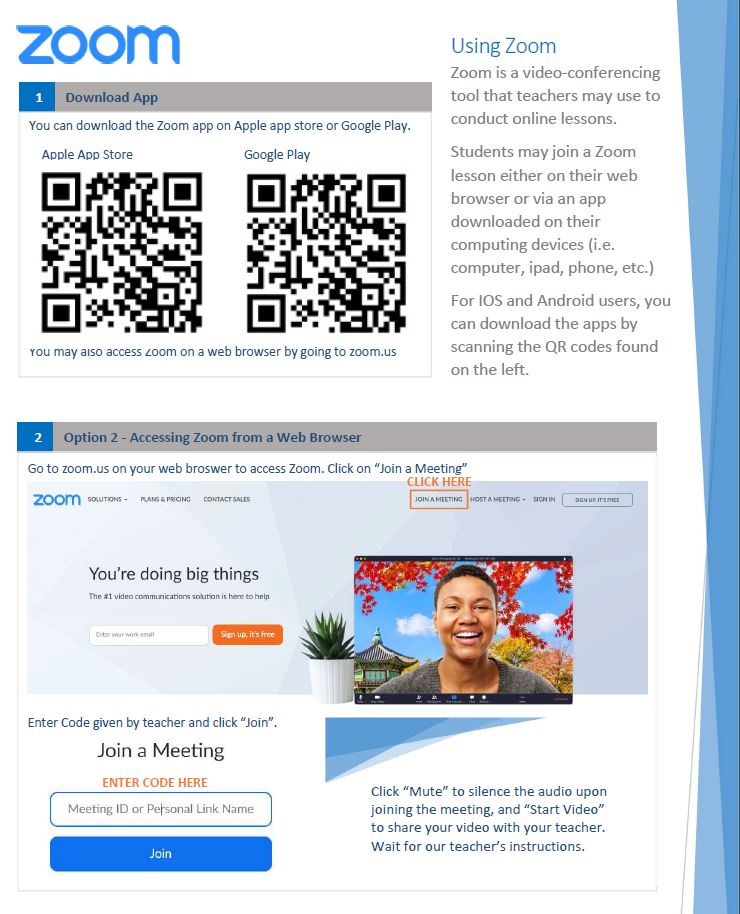 zoom
1 Download App
You can download the Zoom app on Apple app store or Google Play.
Apple App Store Google Play
You may also access Zoom on a web browser by going to zoom.us
Using Zoom
Zoom is a video-conferencing
tool that teachers may use to
conduct online lessons.
Students may join a Zoom
lesson either on their web
browser or via an app
downloaded on their
computing devices (i.e.
computer, ipad, phone, etc.)
For IOS and Android users, you
can download the apps by
scanning the QR codes found
on the left.
2 Option 2 - Accessing Zoom from a Web Browser
Go to zoom.us on your web broswer to access Zoom. Click on “Join a Meeting”
CLICK HERE
zoom SOLUTIONS PLANS & PRICING CONTACT SALES JOIN A MEETING HOST A MEETING SIGN IN SIGN UP, IT'S FREE
You’re doing big things
The #1 video communications solution is here to help
Enter your work email Sign up, it's free
Enter Code given by teacher and click “Join”.
Join a Meeting
ENTER CODE HERE
Meeting ID or Personal Link Name
Join
Click “Mute” to silence the audio upon
joining the meeting, and “Start Video”
to share your video with your teacher.
Wait for our teacher’s instructions.